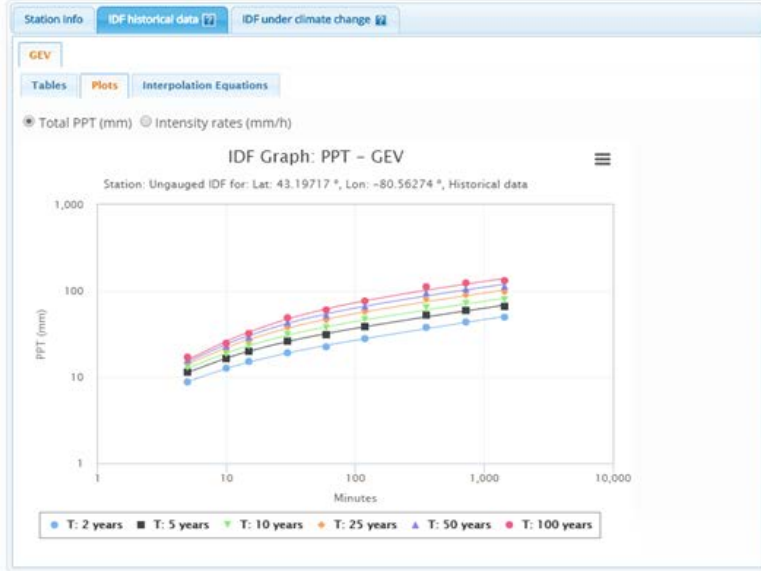 Station Info IDF historical data [?] IDF under climate change [?]
GEV
Tables Plots Interpolation Equations
Total PPT (mm) Intensity rates (mm/h)
IDF Graph: PPT – GEV
Station: Ungauged IDF for: Lat: 43.19717 °, Lon: -80.56274 °, Historical data
1,000
100
10
1
PPT (mm)
1 10 100 1,000 10,000
Minutes
T: 2 years T: 5 years T: 10 years T: 25 years T: 50 years T: 100 years